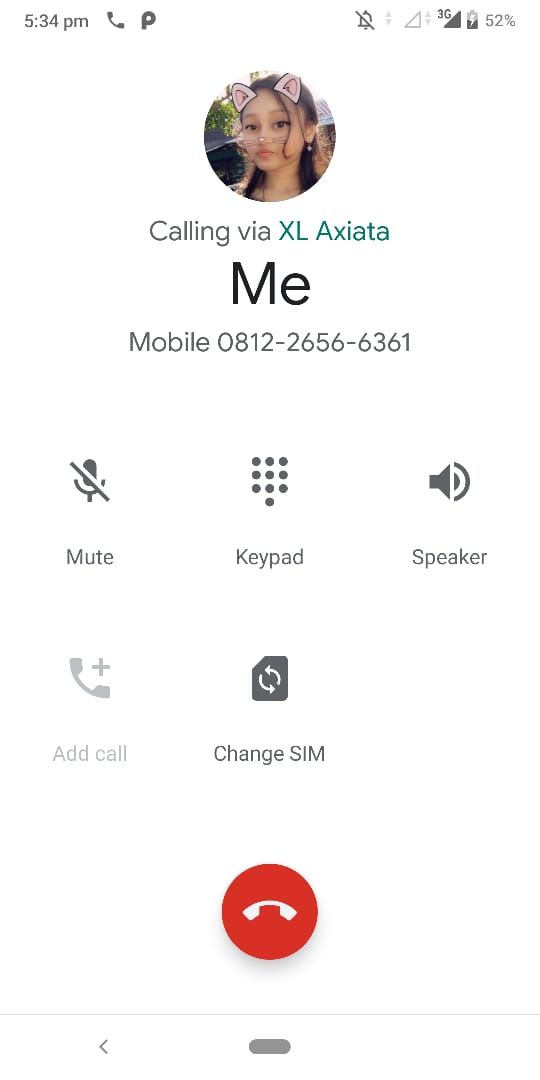 5:34 pm 3G 52%
Calling via XL Axiata
Me
Mobile 0812-2656-6361
Mute Keypad Speaker
Add call Change SIM